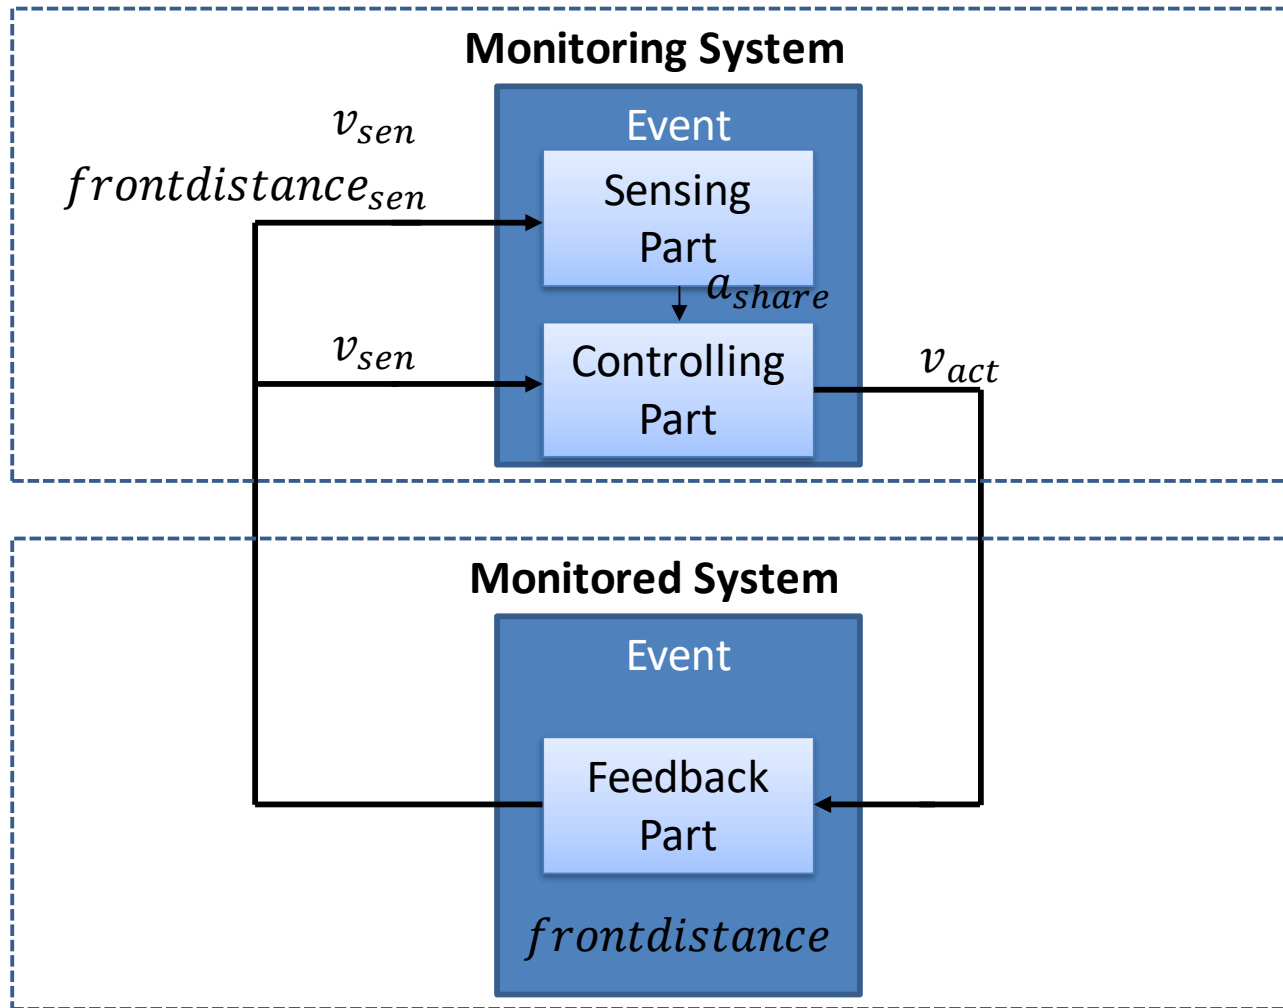 Monitoring System
Event
v_sen
frontdistance_sen
Sensing
Part
a_share
v_sen
Controlling
Part
v_act
Monitored System
Event
Feedback
Part
frontdistance